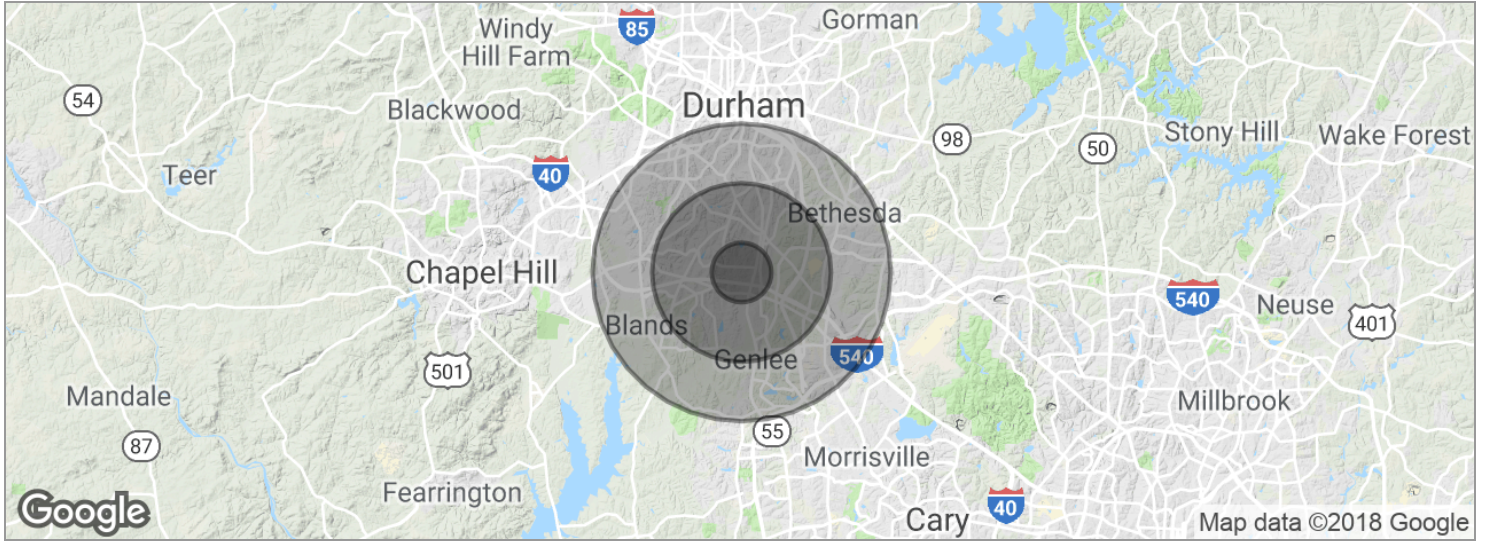 Gorman
Windy
Hill Farm
85
54
Blackwood
Durham
98
50
Stony Hill
Wake Forest
Teer
40
Bethesda
Chapel Hill
540
Neuse
401
Blands
Genlee
540
501
Mandale
Millbrook
87
55
Morrisville
Fearrington
Google
Cary
40
Map data ©2018 Google